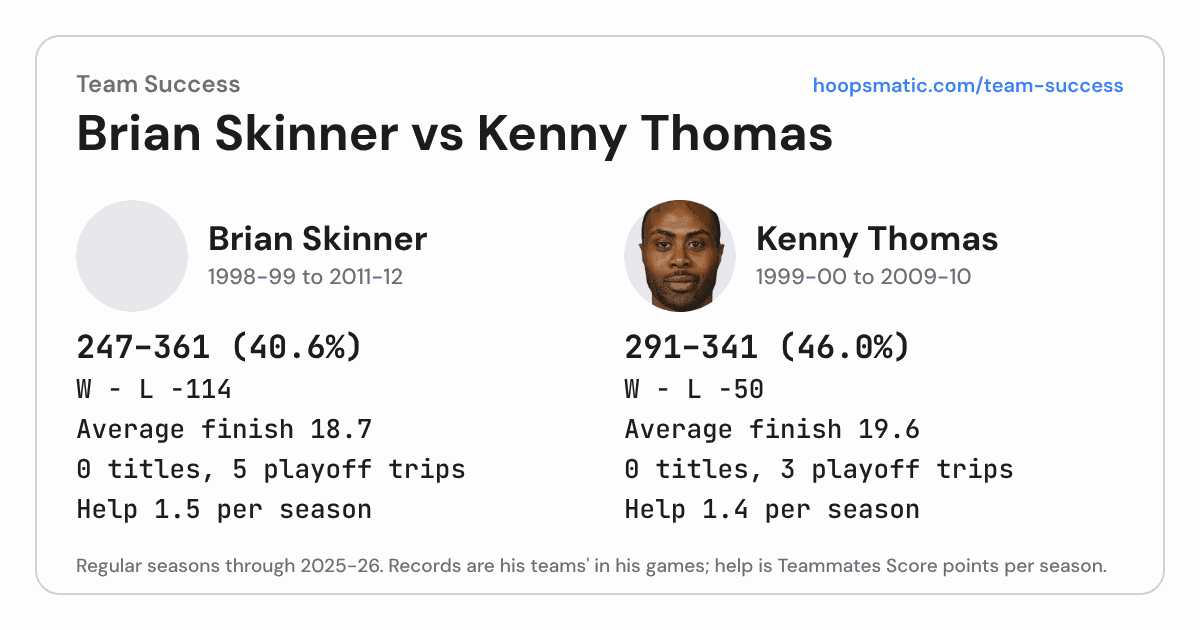 Team Success
hoopsmatic.com/team-success
Brian Skinner vs Kenny Thomas
Brian Skinner
1998-99 to 2011-12
247-361 (40.6%)
W - L -114
Average finish 18.7
0 titles, 5 playoff trips
Help 1.5 per season
Kenny Thomas
1999-00 to 2009-10
291-341 (46.0%)
W - L -50
Average finish 19.6
0 titles, 3 playoff trips
Help 1.4 per season
Regular seasons through 2025-26. Records are his teams' in his games; help is Teammates Score points per season.